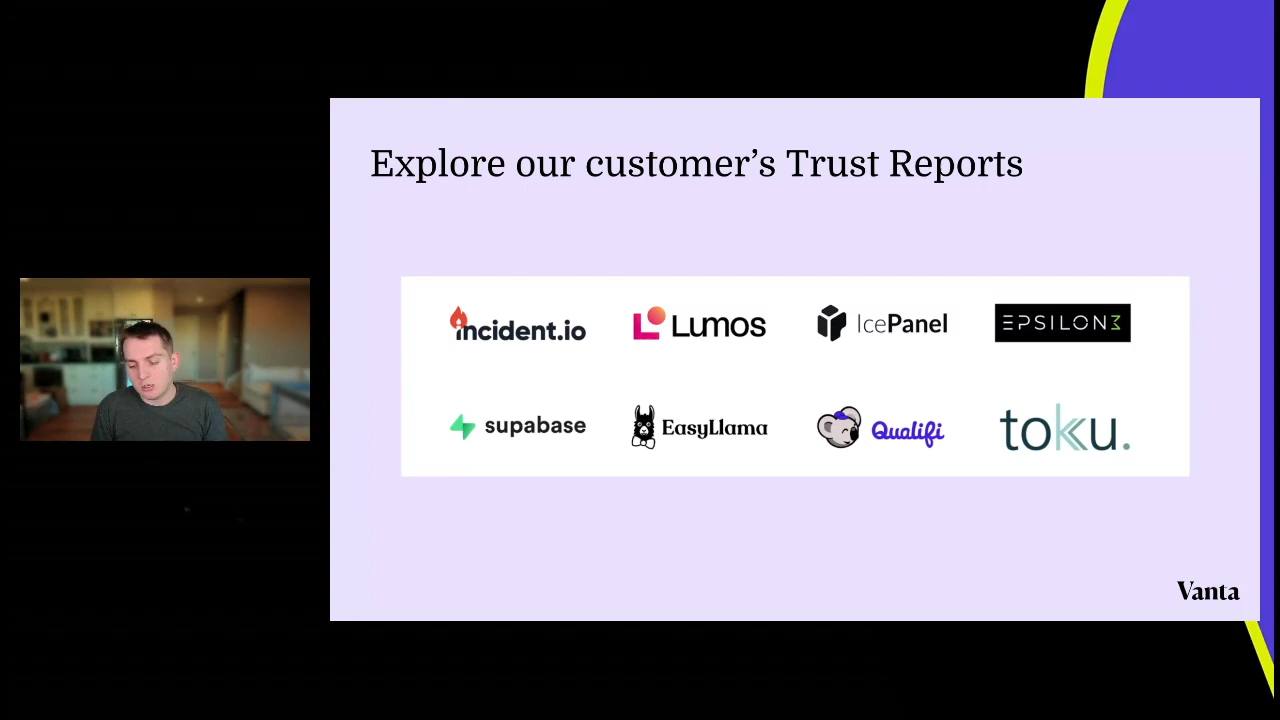 Explore our customer’s Trust Reports
incident.io
Lumos
IcePanel
EPSILON3
supabase
EasyLlama
Qualifi
toku.
Vanta